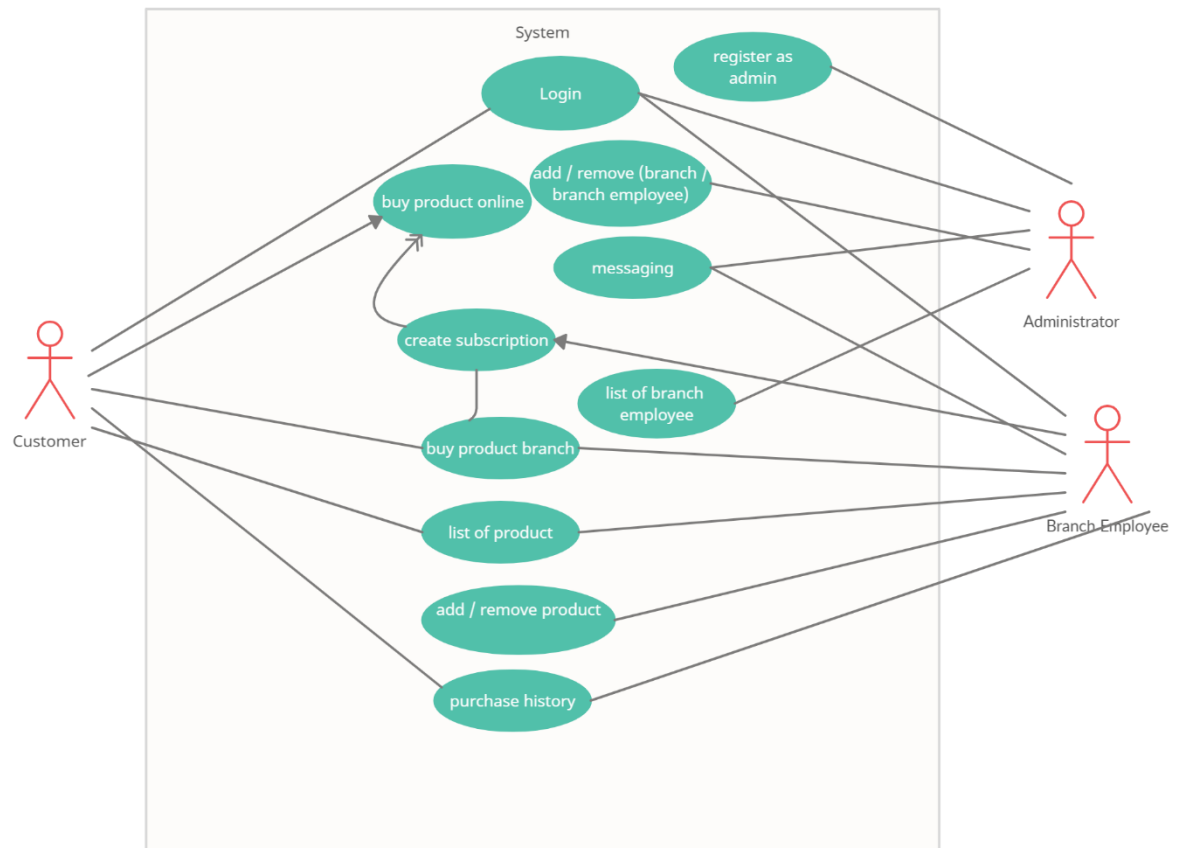 System
register as
admin
Login
add / remove (branch /
branch employee)
buy product online
messaging
Administrator
create subscription
list of branch
employee
Customer
buy product branch
Branch Employee
list of product
add / remove product
purchase history